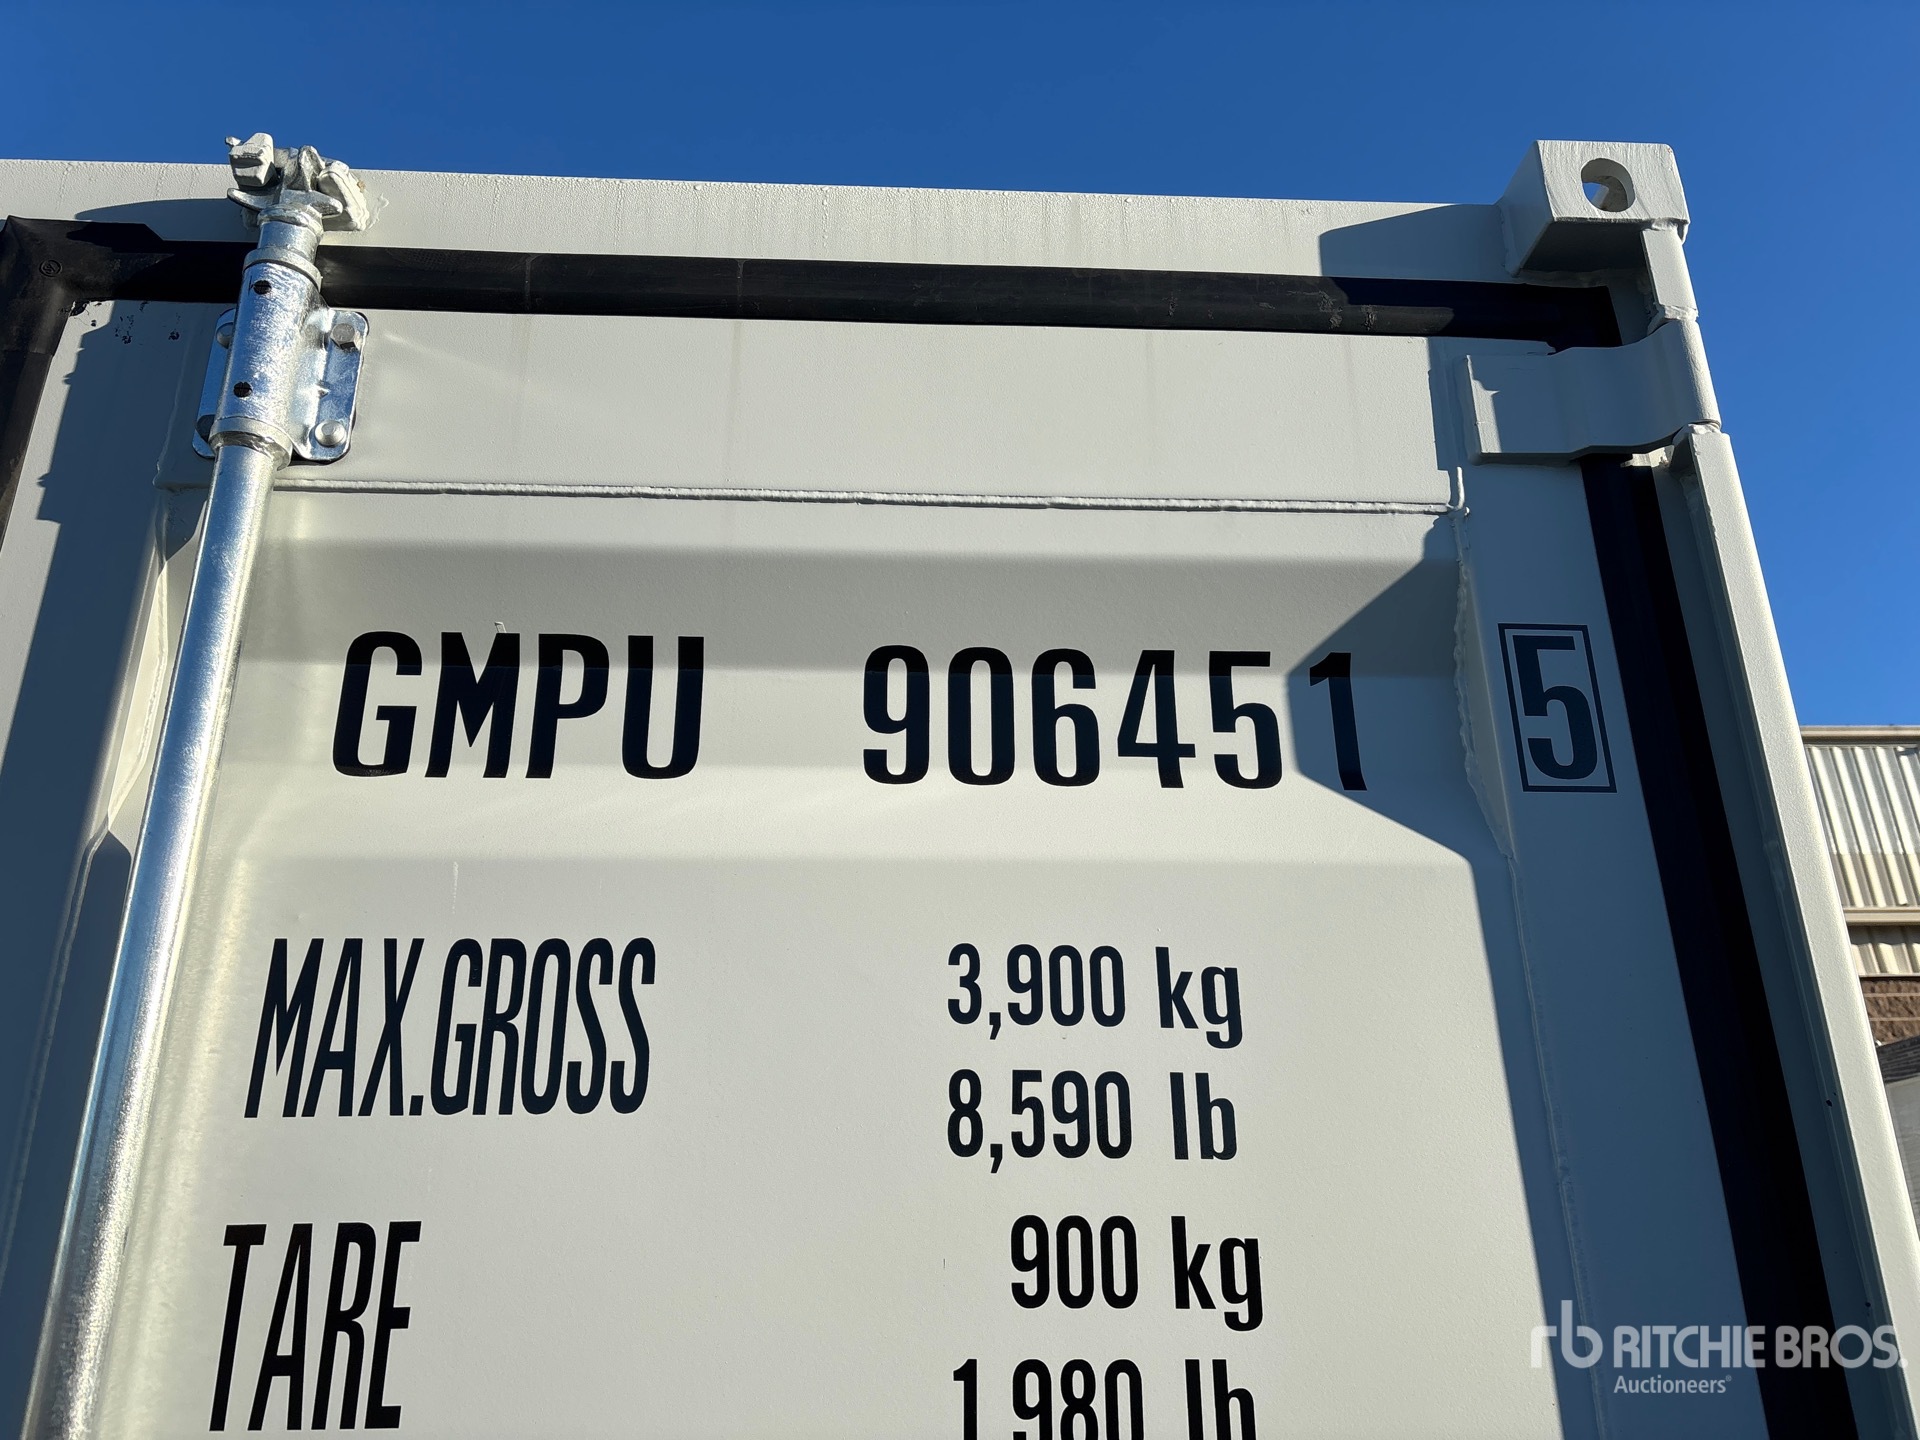 GMPU 906451 5
MAX.GROSS 3,900 kg
8,590 lb
TARE 900 kg
1,980 lb
rb RITCHIE BROS.
Auctioneers